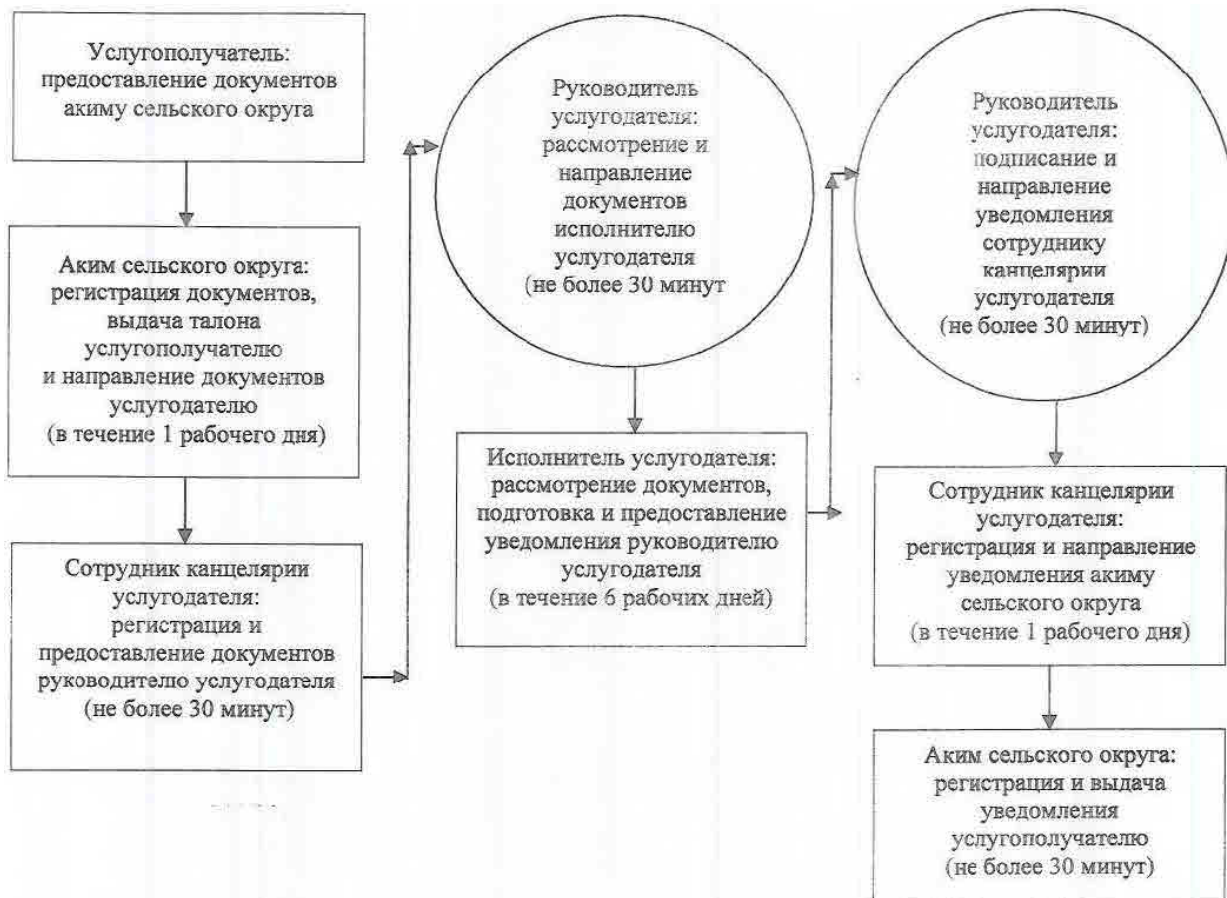 Услугополучатель:
предоставление документов
акиму сельского округа
Аким сельского округа:
регистрация документов,
выдача талона
услугополучателю
и направление документов
услугодателю
(в течение 1 рабочего дня)
Сотрудник канцелярии
услугодателя:
регистрация и
предоставление документов
руководителю услугодателя
(не более 30 минут)
Руководитель
услугодателя:
рассмотрение и
направление
документов
исполнителю
услугодателя
(не более 30 минут
Исполнитель услугодателя:
рассмотрение документов,
подготовка и предоставление
уведомления руководителю
услугодателя
(в течение 6 рабочих дней)
Руководитель
услугодателя:
подписание и
направление
уведомления
сотруднику
канцелярии
услугодателя
(не более 30 минут)
Сотрудник канцелярии
услугодателя:
регистрация и направление
уведомления акиму
сельского округа
(в течение 1 рабочего дня)
Аким сельского округа:
регистрация и выдача
уведомления
услугополучателю
(не более 30 минут)